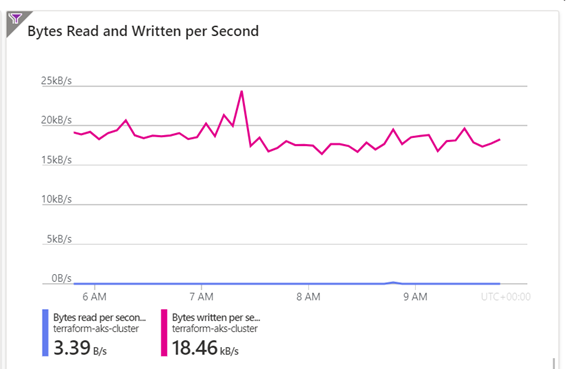 Bytes Read and Written per Second
25kB/s
20kB/s
15kB/s
10kB/s
5kB/s
0B/s
6 AM 7 AM 8 AM 9 AM UTC+00:00
Bytes read per secon... Bytes written per se...
terraform-aks-cluster terraform-aks-cluster
3.39 B/s 18.46 kB/s